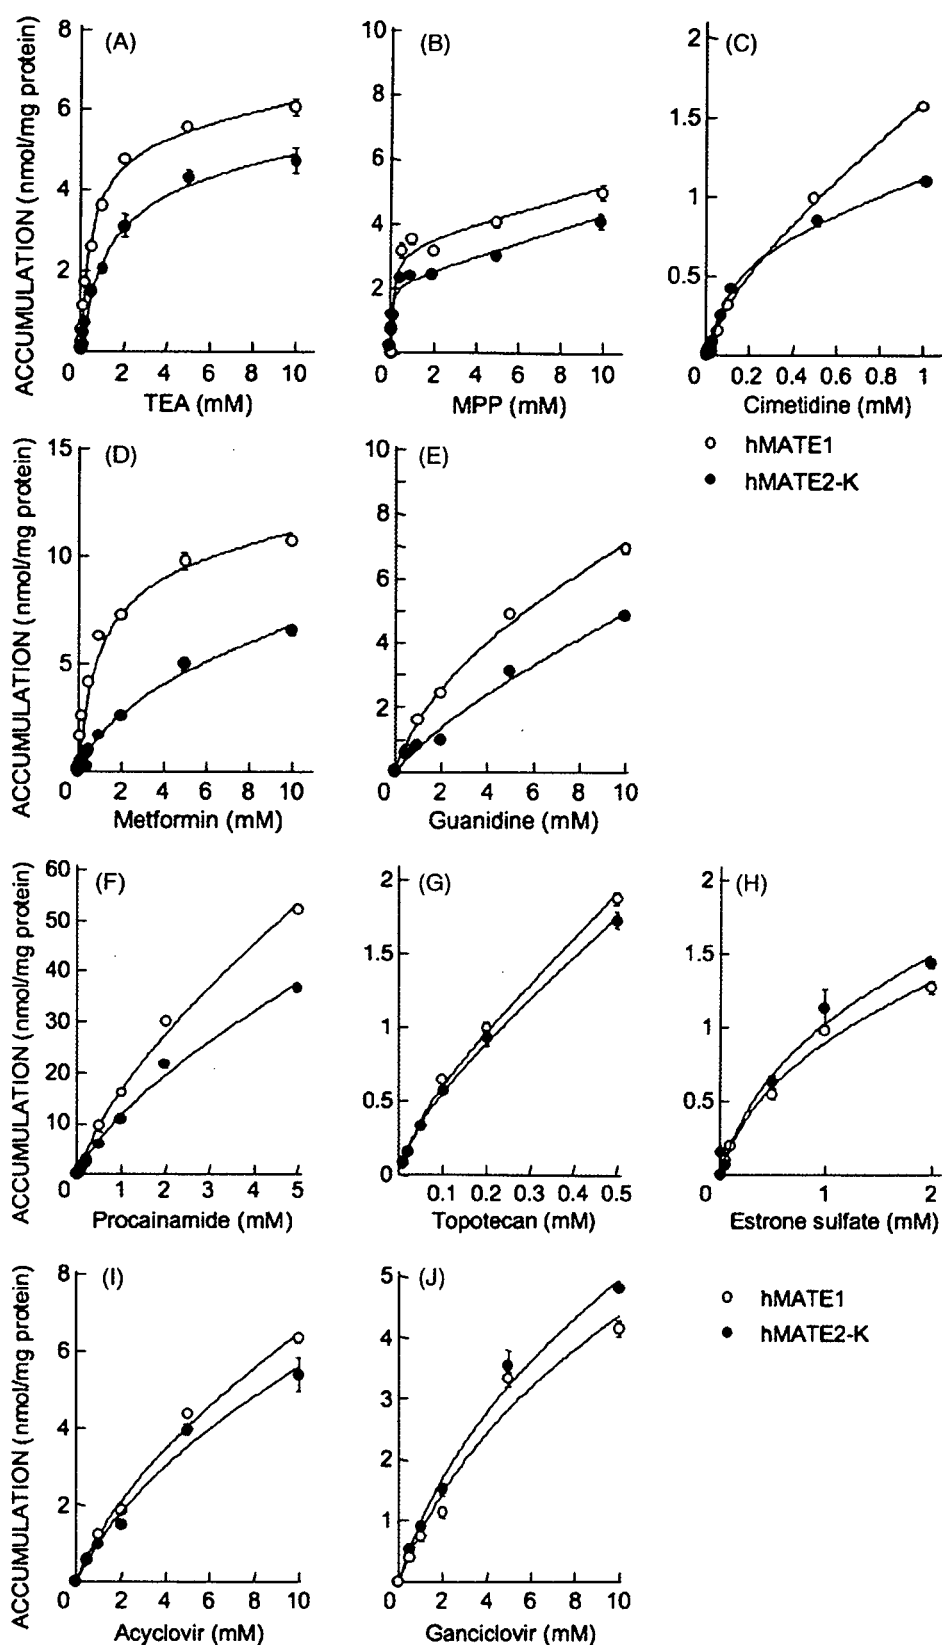 (A) (B) (C)
ACCUMULATION (nmol/mg protein)
8 6 4 2
0 2 4 6 8 10
TEA (mM)
10 8 6 4 2
0 2 4 6 8 10
MPP (mM)
2 1.5 1 0.5
0 0.2 0.4 0.6 0.8 1
Cimetidine (mM)
hMATE1
hMATE2-K
(D) (E)
ACCUMULATION (nmol/mg protein)
15 10 5
0 2 4 6 8 10
Metformin (mM)
10 8 6 4 2 0
0 2 4 6 8 10
Guanidine (mM)
(F) (G) (H)
ACCUMULATION (nmol/mg protein)
60 50 40 30 20 10
0 1 2 3 4 5
Procainamide (mM)
2 1.5 1 0.5 0
0.1 0.2 0.3 0.4 0.5
Topotecan (mM)
2 1.5 1 0.5
0 1 2
Estrone sulfate (mM)
(I) (J)
ACCUMULATION (nmol/mg protein)
8 6 4 2
0 2 4 6 8 10
Acyclovir (mM)
5 4 3 2 1
0 2 4 6 8 10
Ganciclovir (mM)
hMATE1
hMATE2-K